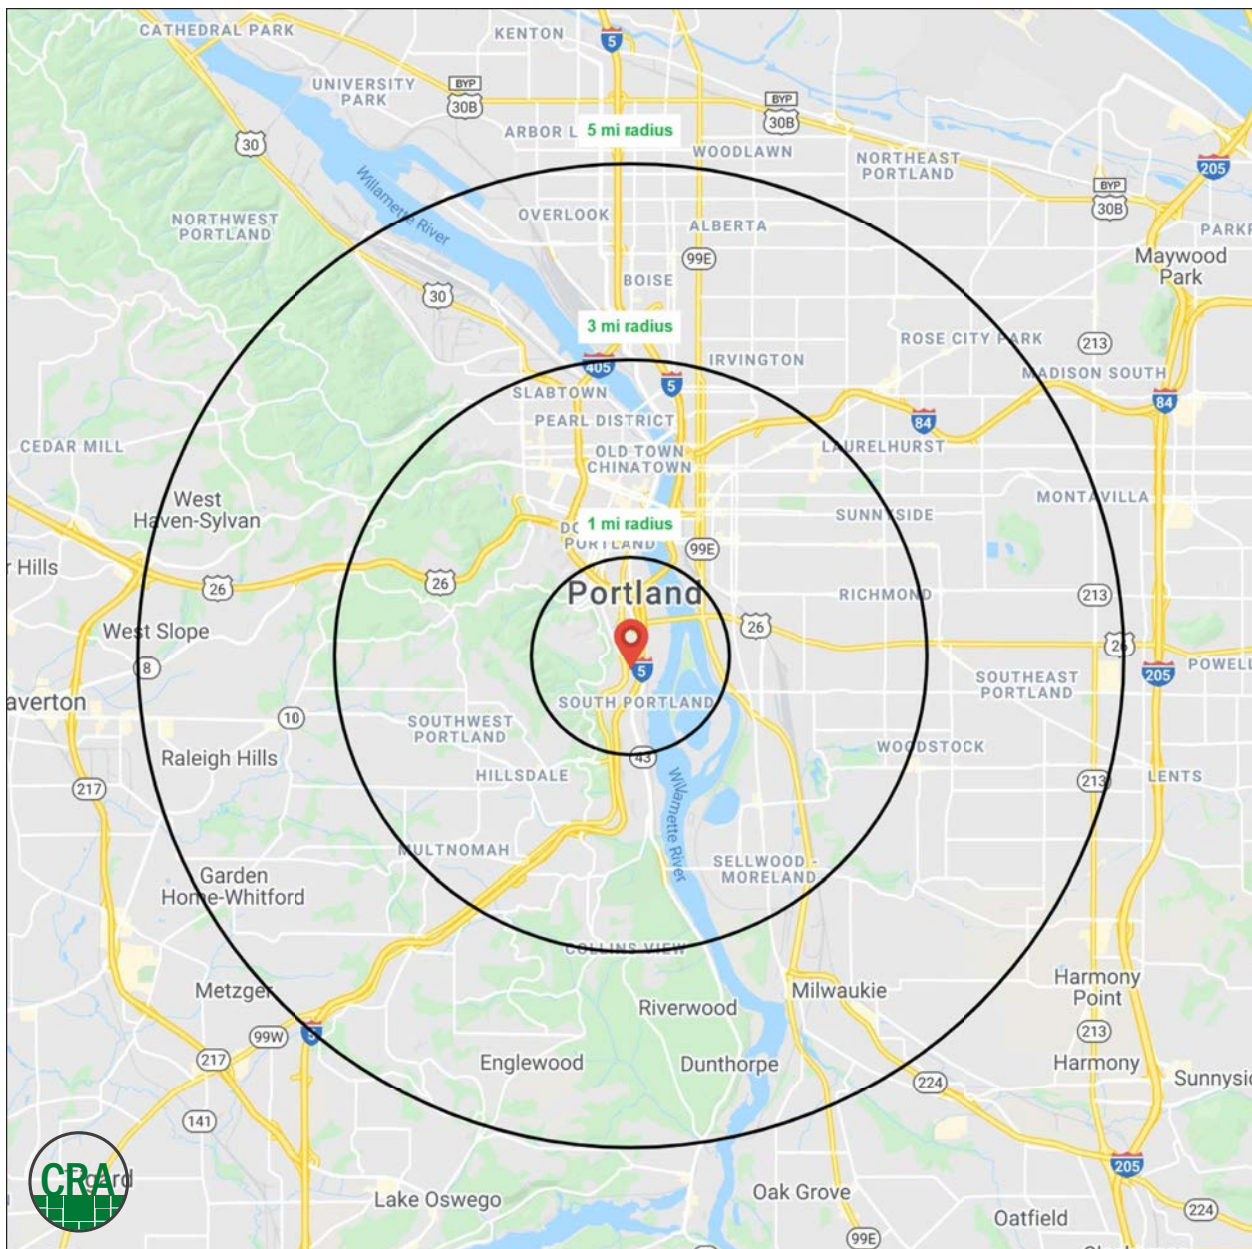 CATHEDRAL PARK
KENTON
5
UNIVERSITY
PARK
BYP
30B
BYP
30B
30
ARBOR L
5 mi radius
WOODLAWN
NORTHEAST
PORTLAND
205
Willamette River
BYP
30B
NORTHWEST
PORTLAND
OVERLOOK
ALBERTA
PARKR
99E
Maywood
Park
BOISE
30
3 mi radius
ROSE CITY PARK
213
405
IRVINGTON
MADISON SOUTH
5
SLABTOWN
84
PEARL DISTRICT
84
CEDAR MILL
OLD TOWN
CHINATOWN
LAURELHURST
West
Haven-Sylvan
MONTAVILLA
SUNNYSIDE
1 mi radius
DO
PORTLAND
99E
r Hills
26
26
Portland
RICHMOND
213
West Slope
26
26
8
5
SOUTHEAST
PORTLAND
205
POWELL
averton
SOUTH PORTLAND
10
SOUTHWEST
PORTLAND
Raleigh Hills
43
WOODSTOCK
217
HILLSDALE
213
LENTS
Willamette River
MULTNOMAH
SELLWOOD -
MORELAND
Garden
Home-Whitford
COLLINS VIEW
Metzger
Milwaukie
Harmony
Point
Riverwood
99W
5
213
217
Englewood
Dunthorpe
Harmony
224
Sunnysi
141
CRA
gard
205
Lake Oswego
Oak Grove
224
Oatfield
99E